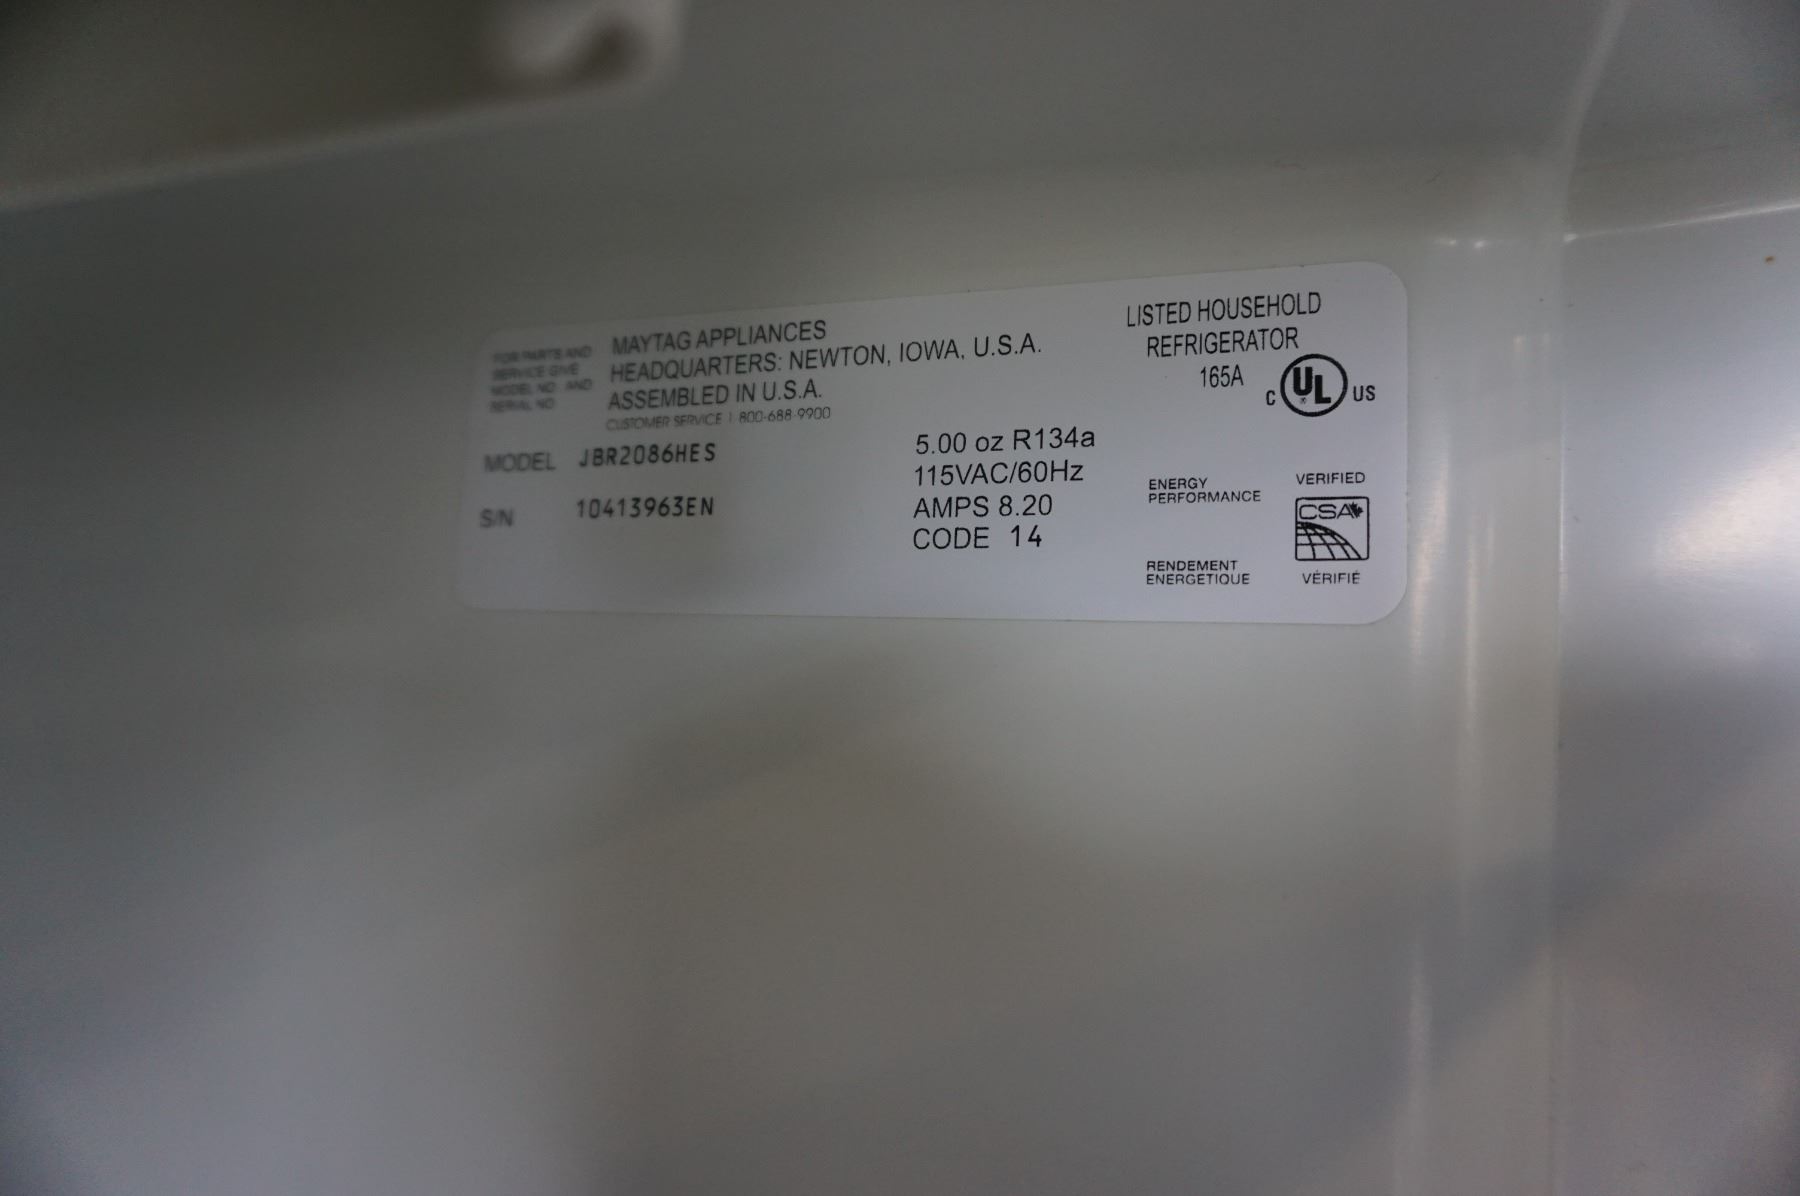 FOR PARTS AND
SERVICE GIVE
MODEL NO. AND
SERIAL NO
MAYTAG APPLIANCES
HEADQUARTERS: NEWTON, IOWA, U.S.A.
ASSEMBLED IN U.S.A.
CUSTOMER SERVICE 1-800-688-9900
MODEL JBR2086HES
S/N 10413963EN
5.00 oz R134a
115VAC/60Hz
AMPS 8.20
CODE 14
LISTED HOUSEHOLD
REFRIGERATOR
165A
C UL® US
ENERGY
PERFORMANCE
VERIFIED
CSA
RENDEMENT
ENERGETIQUE
VÉRIFIÉ